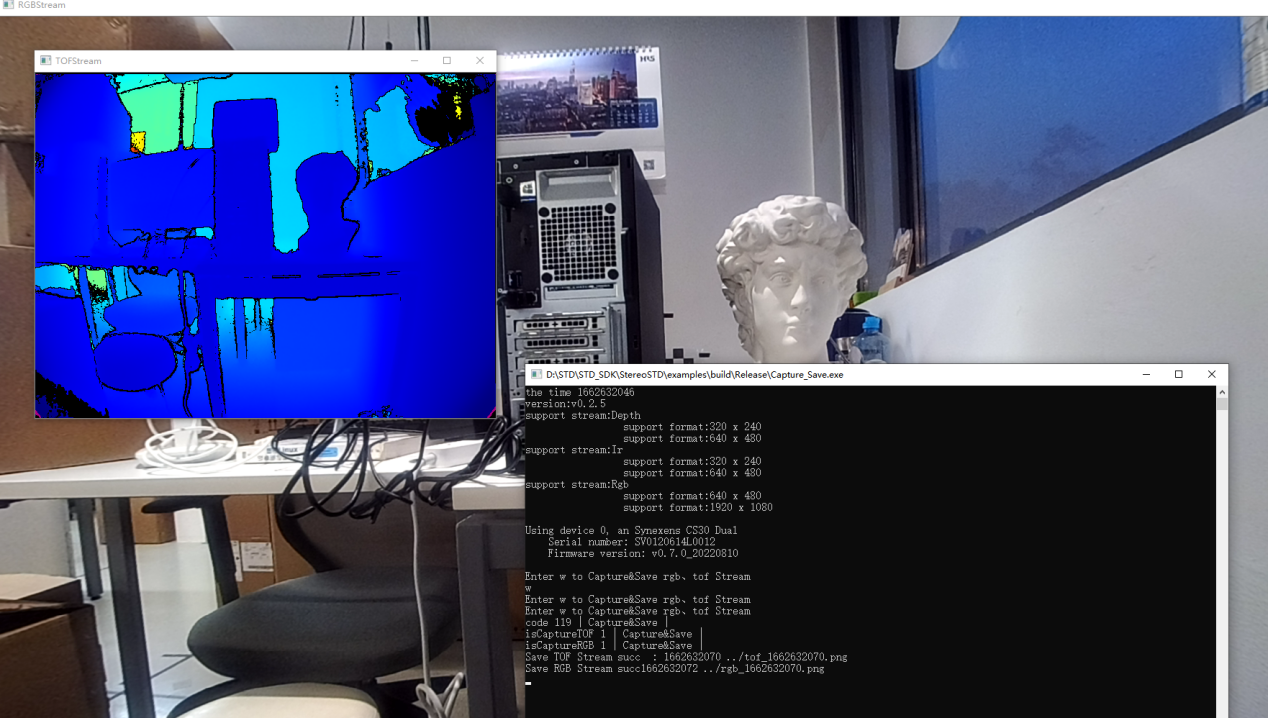 RGBStream
TOFStream
HAS
D:\STD\STD_SDK\StereoSTD\examples\build\Release\Capture_Save.exe
the time 1662632046
version:v0.2.5
support stream:Depth
support format:320 x 240
support format:640 x 480
support stream:Ir
support format:320 x 240
support format:640 x 480
support stream:Rgb
support format:640 x 480
support format:1920 x 1080
Using device 0, an Synexens CS30 Dual
Serial number: SV0120614L0012
Firmware version: v0.7.0_20220810
Enter w to Capture&Save rgb、tof Stream
w
Enter w to Capture&Save rgb、tof Stream
Enter w to Capture&Save rgb、tof Stream
code 119 | Capture&Save |
isCaptureTOF 1 | Capture&Save |
isCaptureRGB 1 | Capture&Save |
Save TOF Stream succ  : 1662632070 ../tof_1662632070.png
Save RGB Stream succ1662632072 ../rgb_1662632070.png